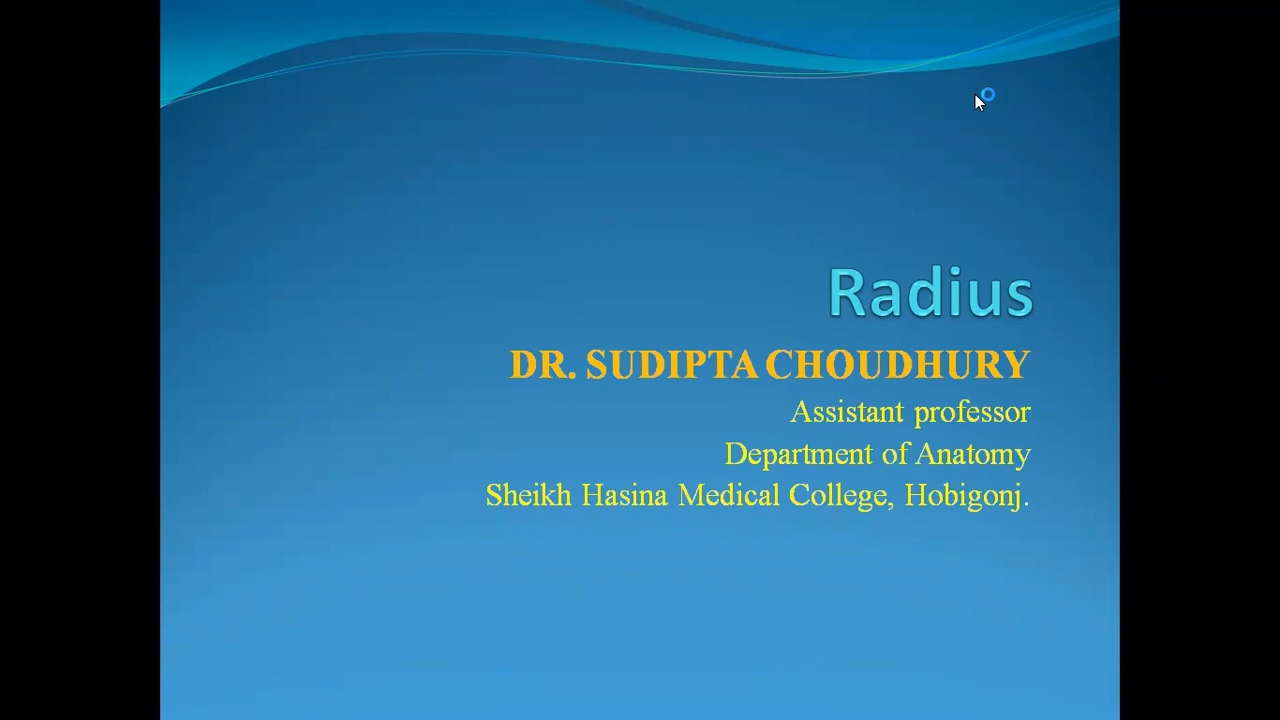 Radius
DR. SUDIPTA CHOUDHURY
Assistant professor
Department of Anatomy
Sheikh Hasina Medical College, Hobigonj.